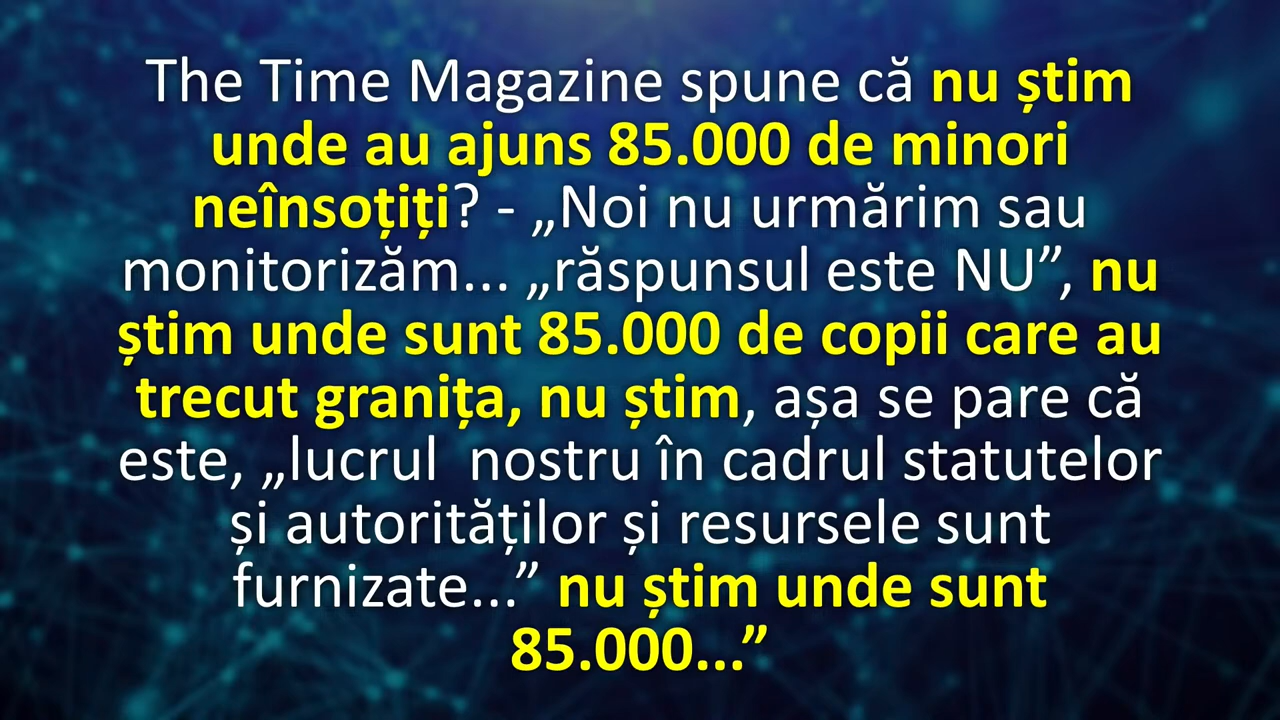 The Time Magazine spune că nu știm
unde au ajuns 85.000 de minori
neînsoțiți? - „Noi nu urmărim sau
monitorizăm... „răspunsul este NU”, nu
știm unde sunt 85.000 de copii care au
trecut granița, nu știm, așa se pare că
este, „lucrul  nostru în cadrul statutelor
și autorităților și resursele sunt
furnizate...” nu știm unde sunt
85.000...”